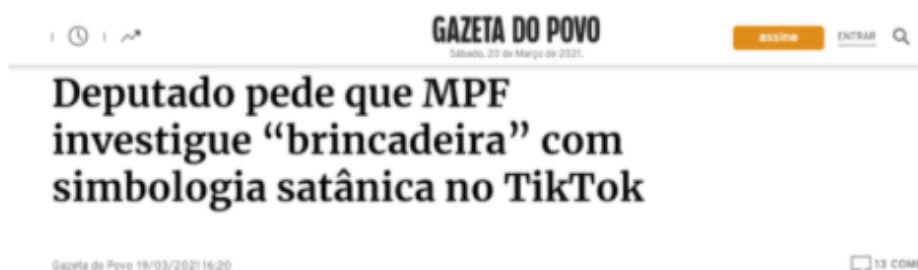 GAZETA DO POVO
assine
ENTRAR
Sábado, 20 de Março de 2021.
Deputado pede que MPF
investigue “brincadeira” com
simbologia satânica no TikTok
Gazeta do Povo 19/03/2021 16:20
13 COME